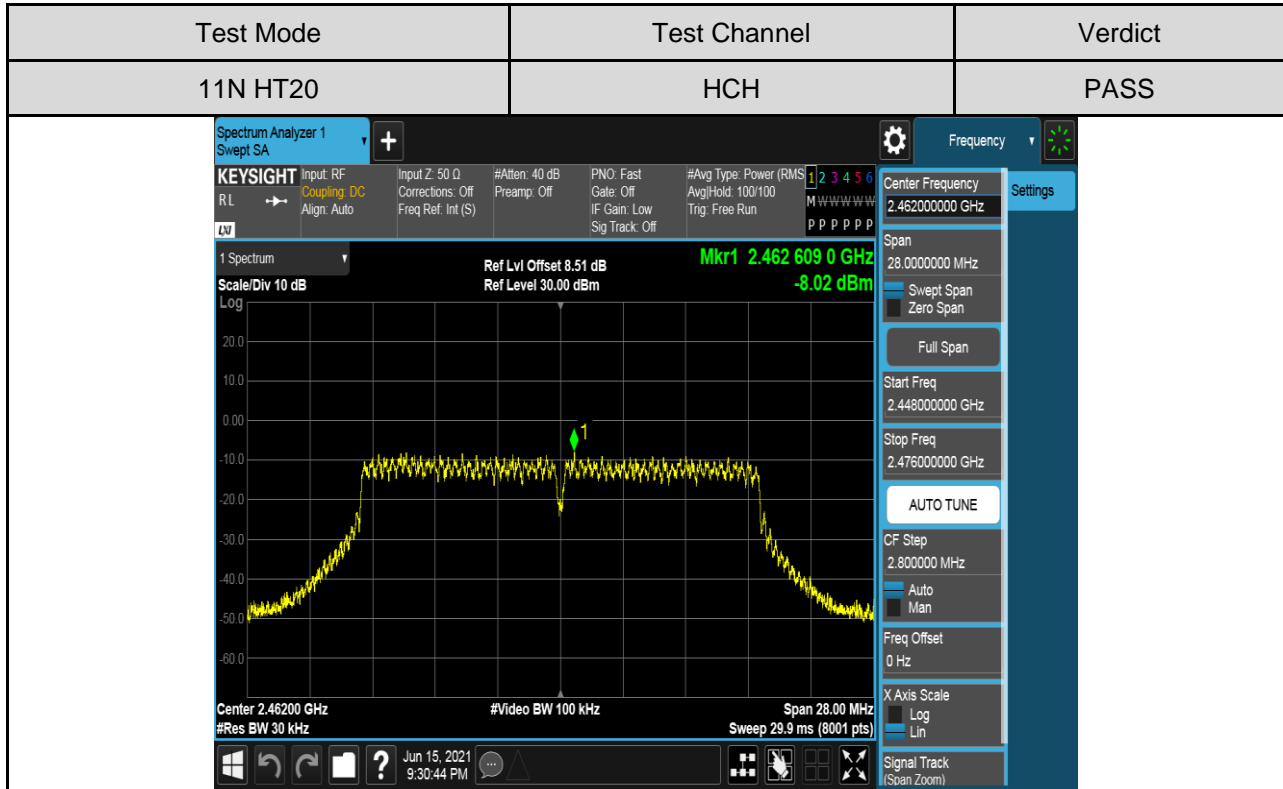 Test Mode Test Channel Verdict
11N HT20 HCH PASS
Spectrum Analyzer 1
Swept SA
+
Frequency
KEYSIGHT Input: RF Input Z: 50 Ω #Atten: 40 dB PNO: Fast #Avg Type: Power (RMS 1 2 3 4 5 6
RL Coupling: DC Corrections: Off Preamp: Off Gate: Off Avg|Hold: 100/100 M W W W W W
Align: Auto Freq Ref: Int (S) IF Gain: Low Trig: Free Run P P P P P P
LXI Sig Track: Off
1 Spectrum
Ref Lvl Offset 8.51 dB Mkr1 2.462 609 0 GHz
Scale/Div 10 dB Ref Level 30.00 dBm -8.02 dBm
Log
20.0
10.0
0.00
1
-10.0
-20.0
-30.0
-40.0
-50.0
-60.0
Center 2.46200 GHz #Video BW 100 kHz Span 28.00 MHz
#Res BW 30 kHz Sweep 29.9 ms (8001 pts)
Center Frequency
2.462000000 GHz
Settings
Span
28.0000000 MHz
Swept Span
Zero Span
Full Span
Start Freq
2.448000000 GHz
Stop Freq
2.476000000 GHz
AUTO TUNE
CF Step
2.800000 MHz
Auto
Man
Freq Offset
0 Hz
X Axis Scale
Log
Lin
Signal Track
(Span Zoom)
? Jun 15, 2021
9:30:44 PM